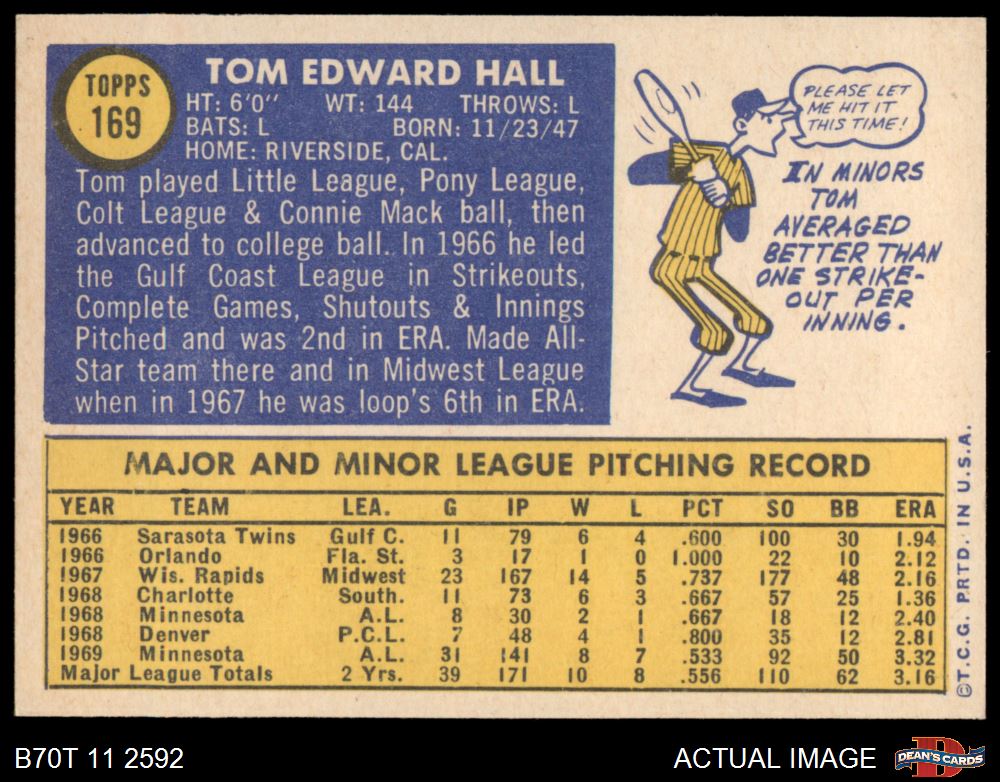 TOPPS
169
TOM EDWARD HALL
HT: 6'0" WT: 144 THROWS: L
BATS: L BORN: 11/23/47
HOME: RIVERSIDE, CAL.
Tom played Little League, Pony League,
Colt League & Connie Mack ball, then
advanced to college ball. In 1966 he led
the Gulf Coast League in Strikeouts,
Complete Games, Shutouts & Innings
Pitched and was 2nd in ERA. Made All-
Star team there and in Midwest League
when in 1967 he was loop's 6th in ERA.
PLEASE LET
ME HIT IT
THIS TIME!
IN MINORS
TOM
AVERAGED
BETTER THAN
ONE STRIKE-
OUT PER
INNING.
MAJOR AND MINOR LEAGUE PITCHING RECORD
YEAR TEAM LEA. G IP W L PCT SO BB ERA
1966 Sarasota Twins Gulf C. 11 79 6 4 .600 100 30 1.94
1966 Orlando Fla. St. 3 17 1 0 1.000 22 10 2.12
1967 Wis. Rapids Midwest 23 167 14 5 .737 177 48 2.16
1968 Charlotte South. 11 73 6 3 .667 57 25 1.36
1968 Minnesota A.L. 8 30 2 1 .667 18 12 2.40
1968 Denver P.C.L. 7 48 4 1 .800 35 12 2.81
1969 Minnesota A.L. 31 141 8 7 .533 92 50 3.32
Major League Totals 2 Yrs. 39 171 10 8 .556 110 62 3.16
©T.C.G. PRTD. IN U.S.A.
B70T 11 2592
ACTUAL IMAGE
D
DEAN'S CARDS